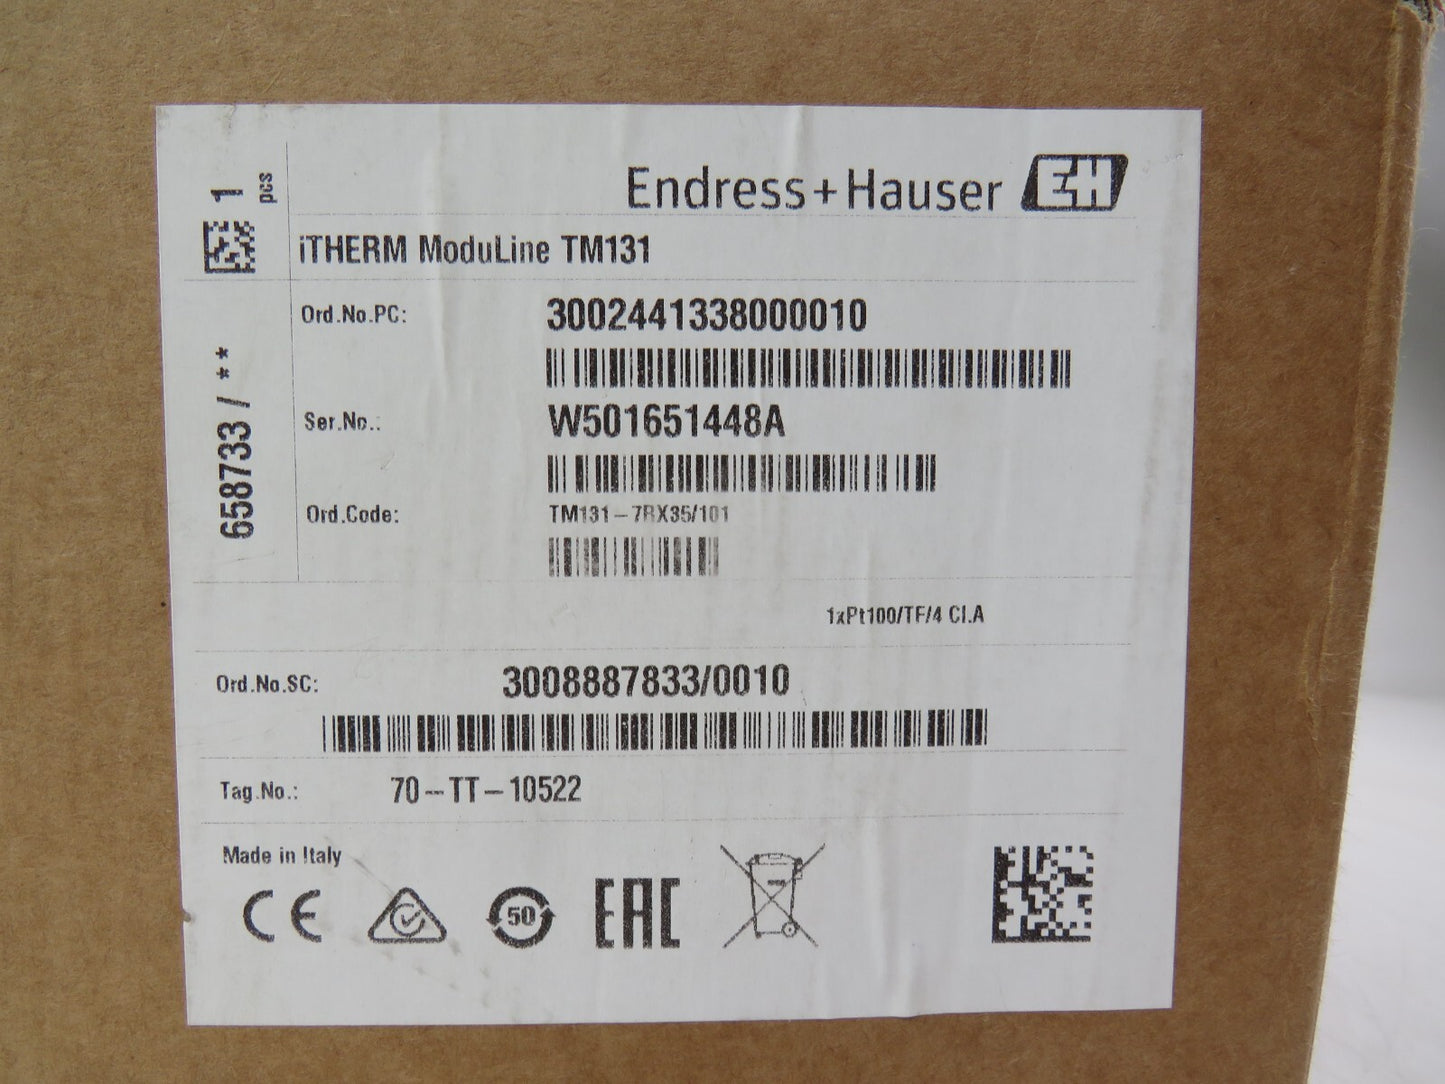 Endress+Hauser EH
1 pcs
iTHERM ModuLine TM131
Ord.No.PC: 3002441338000010
Ser.No.: W501651448A
658733 / **
Ord.Code: TM131-7RX35/101
1xPt100/TF/4 Cl.A
Ord.No.SC: 3008887833/0010
Tag.No.: 70-TT-10522
Made in Italy
CE 50 EAC